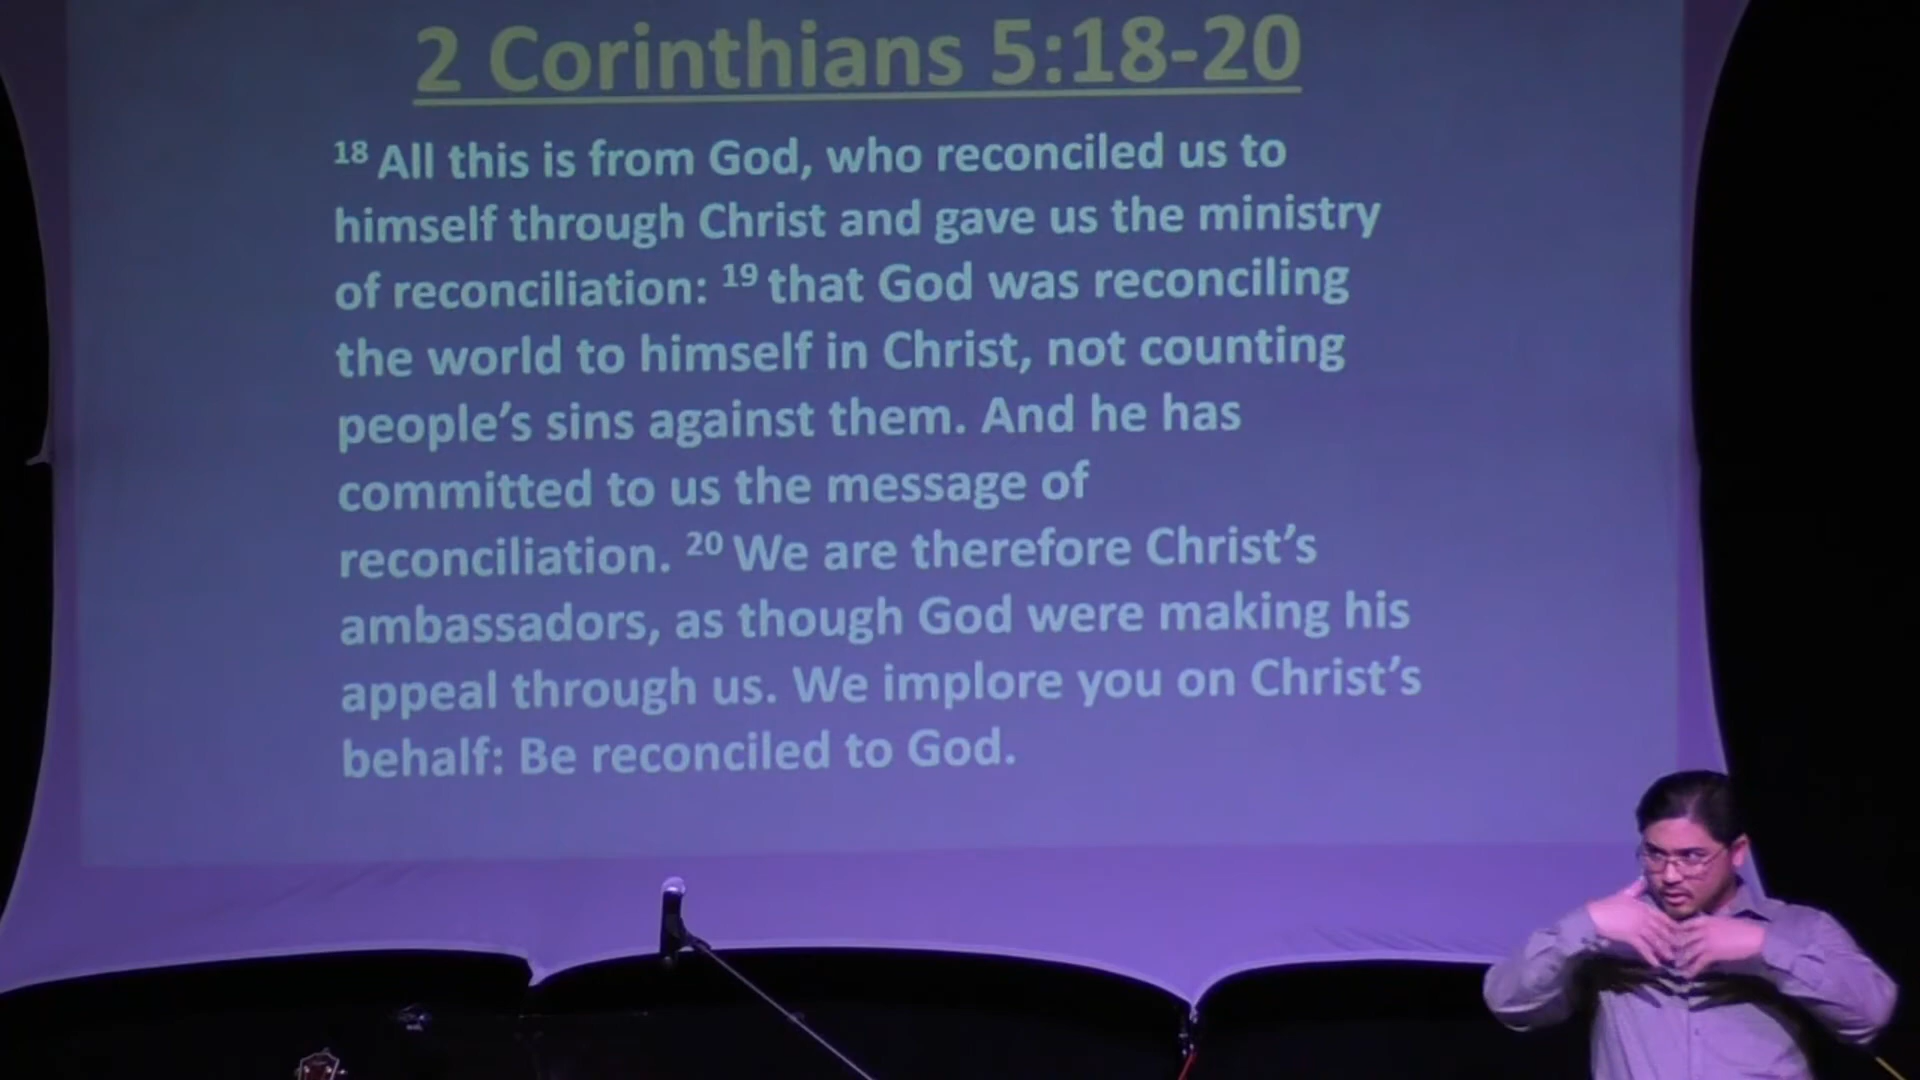 2 Corinthians 5:18-20
18 All this is from God, who reconciled us to
himself through Christ and gave us the ministry
of reconciliation: 19 that God was reconciling
the world to himself in Christ, not counting
people's sins against them. And he has
committed to us the message of
reconciliation. 20 We are therefore Christ's
ambassadors, as though God were making his
appeal through us. We implore you on Christ's
behalf: Be reconciled to God.